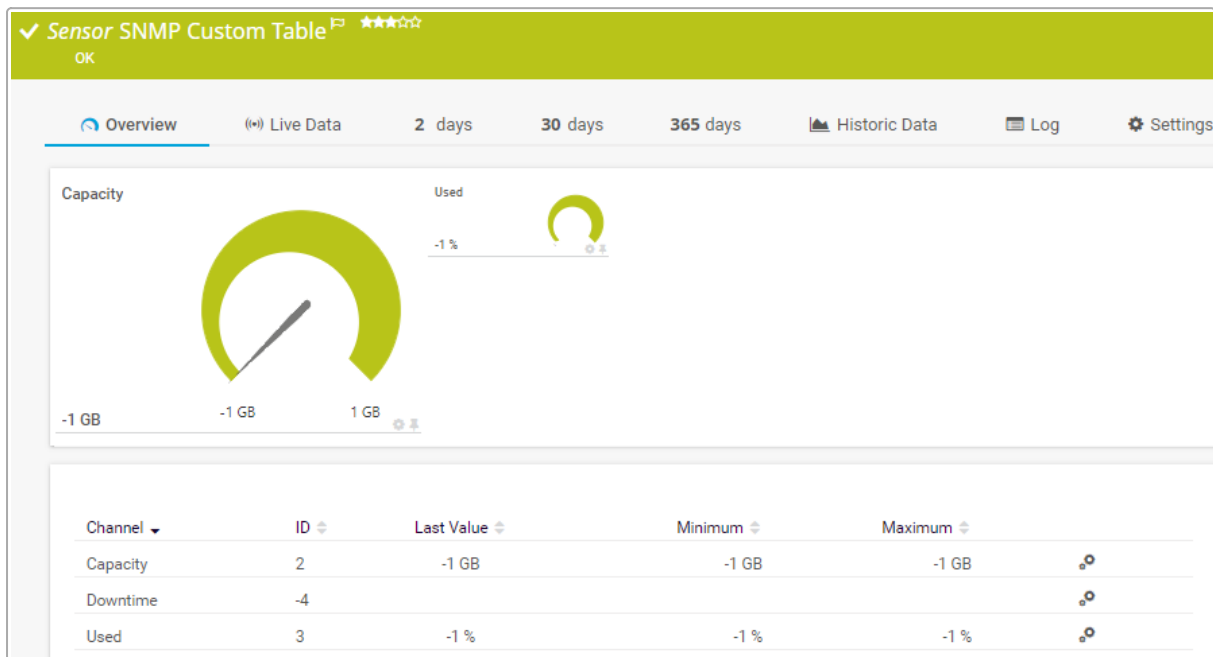 Sensor SNMP Custom Table
OK
Overview Live Data 2 days 30 days 365 days Historic Data Log Settings
Capacity
-1 GB 1 GB
-1 GB
Used
-1 %
Channel ID Last Value Minimum Maximum
Capacity 2 -1 GB -1 GB -1 GB
Downtime -4
Used 3 -1 % -1 % -1 %